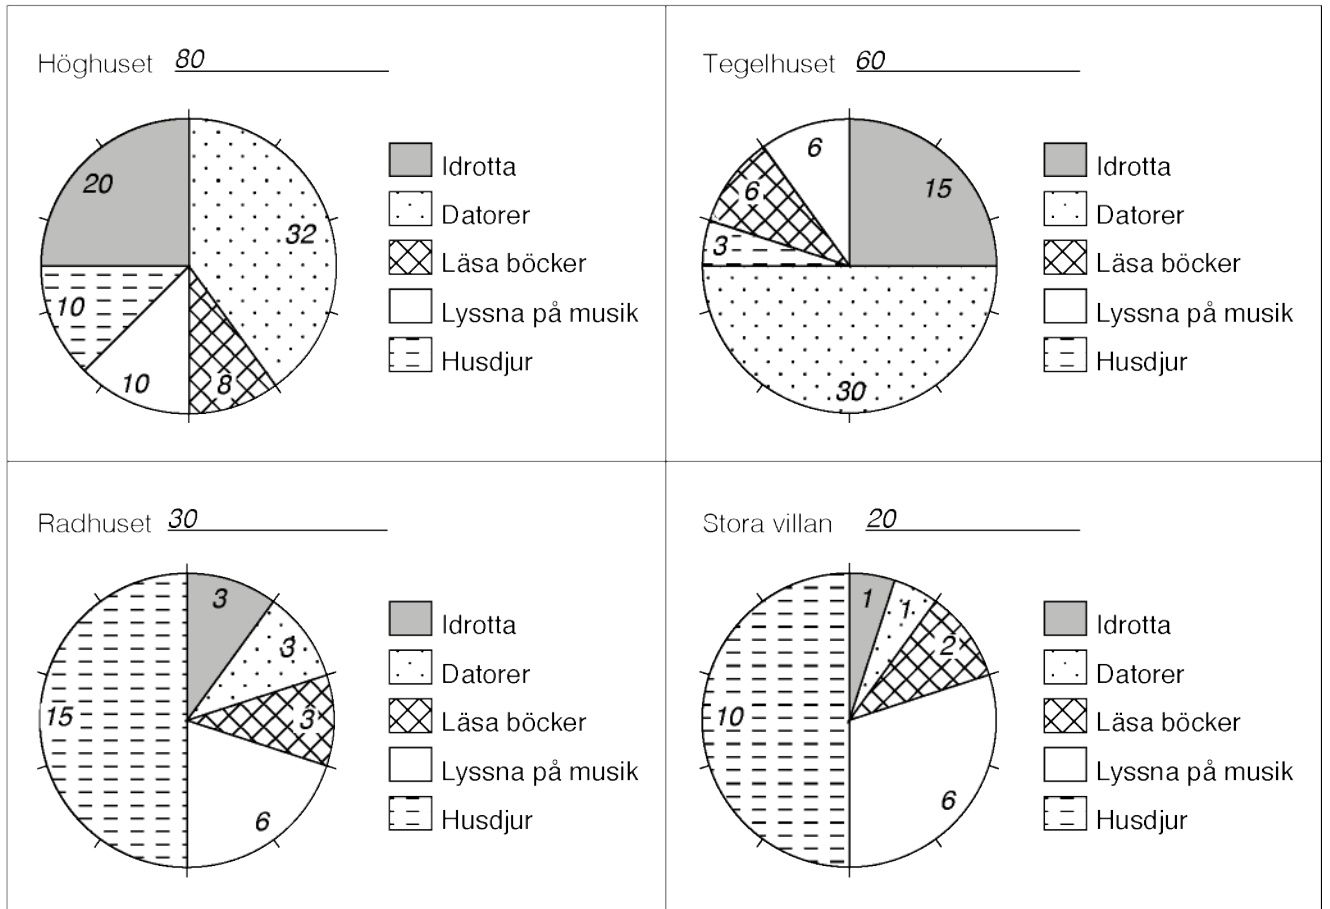 Höghuset 80
20
32
10
10
8
Idrotta
Datorer
Läsa böcker
Lyssna på musik
Husdjur
Tegelhuset 60
6
15
6
3
30
Idrotta
Datorer
Läsa böcker
Lyssna på musik
Husdjur
Radhuset 30
3
3
15
3
6
Idrotta
Datorer
Läsa böcker
Lyssna på musik
Husdjur
Stora villan 20
1
1
2
10
6
Idrotta
Datorer
Läsa böcker
Lyssna på musik
Husdjur